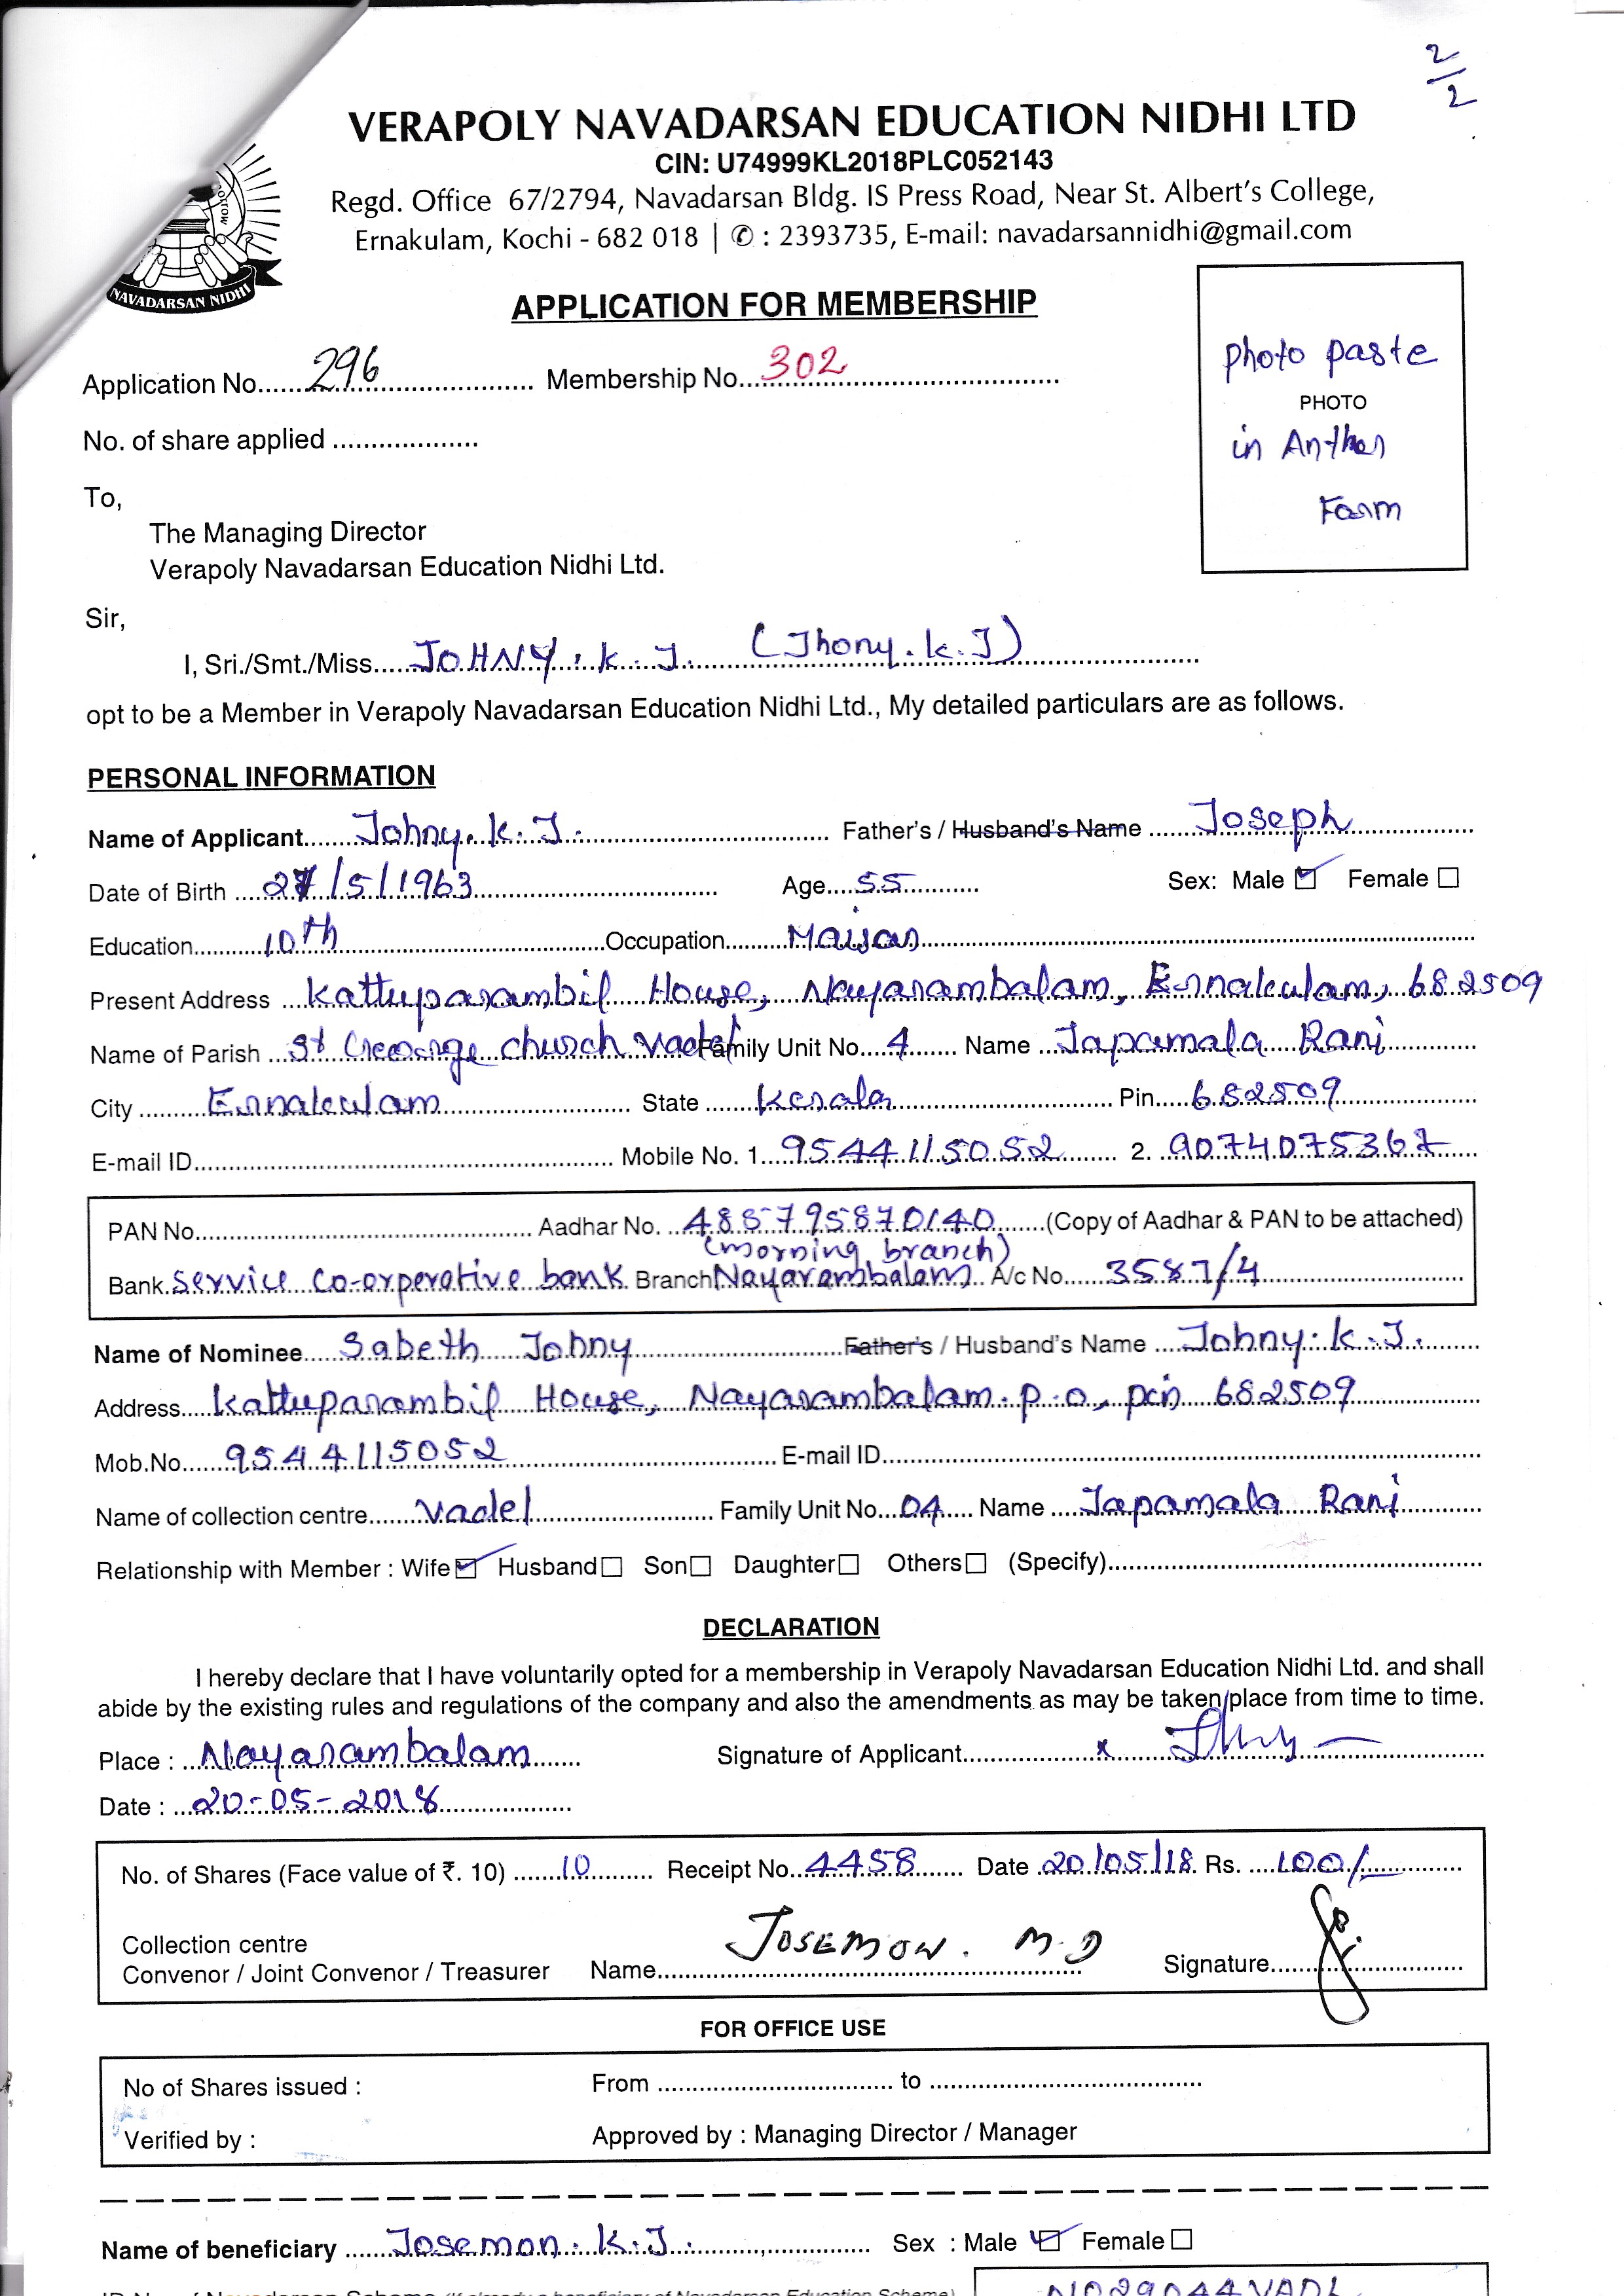 2/2
VERAPOLY NAVADARSAN EDUCATION NIDHI LTD
CIN: U74999KL2018PLC052143
Regd. Office 67/2794, Navadarsan Bldg. IS Press Road, Near St. Albert's College,
Ernakulam, Kochi - 682 018 | ✆ : 2393735, E-mail: navadarsannidhi@gmail.com
NAVADARSAN NIDHI
APPLICATION FOR MEMBERSHIP
photo paste
PHOTO
in Anther
Form
Application No. 296 Membership No. 302
No. of share applied
To,
The Managing Director
Verapoly Navadarsan Education Nidhi Ltd.
Sir,
I, Sri./Smt./Miss. JOHNY. K. J. (Jhony. k. J)
opt to be a Member in Verapoly Navadarsan Education Nidhi Ltd., My detailed particulars are as follows.
PERSONAL INFORMATION
Name of Applicant Johny. K. J. Father's / Husband's Name Joseph
Date of Birth 27/5/1963 Age 55 Sex: Male ☑ Female ☐
Education 10th Occupation
Present Address Kattuparambil House, Nayarambalam, Ernakulam, 682509
Name of Parish St church Vadel Family Unit No. 4 Name Japamala Rani
City Ernakulam State Kerala Pin 682509
E-mail ID Mobile No. 1. 9544115052 2. 9074075367
PAN No. Aadhar No. 488795870140 (Copy of Aadhar & PAN to be attached)
(morning branch)
Bank Service Co-orperative bank Branch Nayarambalam A/c No. 3587/4
Name of Nominee Sabeth Johny Father's / Husband's Name Johny. K. J.
Address Kattuparambil House, Nayarambalam. p. o, pin 682509
Mob.No. 9544115052 E-mail ID
Name of collection centre Vadel Family Unit No. 04 Name Japamala Rani
Relationship with Member : Wife ☑ Husband ☐ Son ☐ Daughter ☐ Others ☐ (Specify)
DECLARATION
I hereby declare that I have voluntarily opted for a membership in Verapoly Navadarsan Education Nidhi Ltd. and shall
abide by the existing rules and regulations of the company and also the amendments as may be taken/place from time to time.
Place : Nayarambalam Signature of Applicant x
Date : 20-05-2018
No. of Shares (Face value of ₹. 10) 10 Receipt No. 4458 Date 20/05/18 Rs. 100/-
Collection centre
Convenor / Joint Convenor / Treasurer Name JOSEMON. M.D Signature
FOR OFFICE USE
No of Shares issued : From to
Verified by : Approved by : Managing Director / Manager
Name of beneficiary Josemon. K. J. Sex : Male ☑ Female ☐